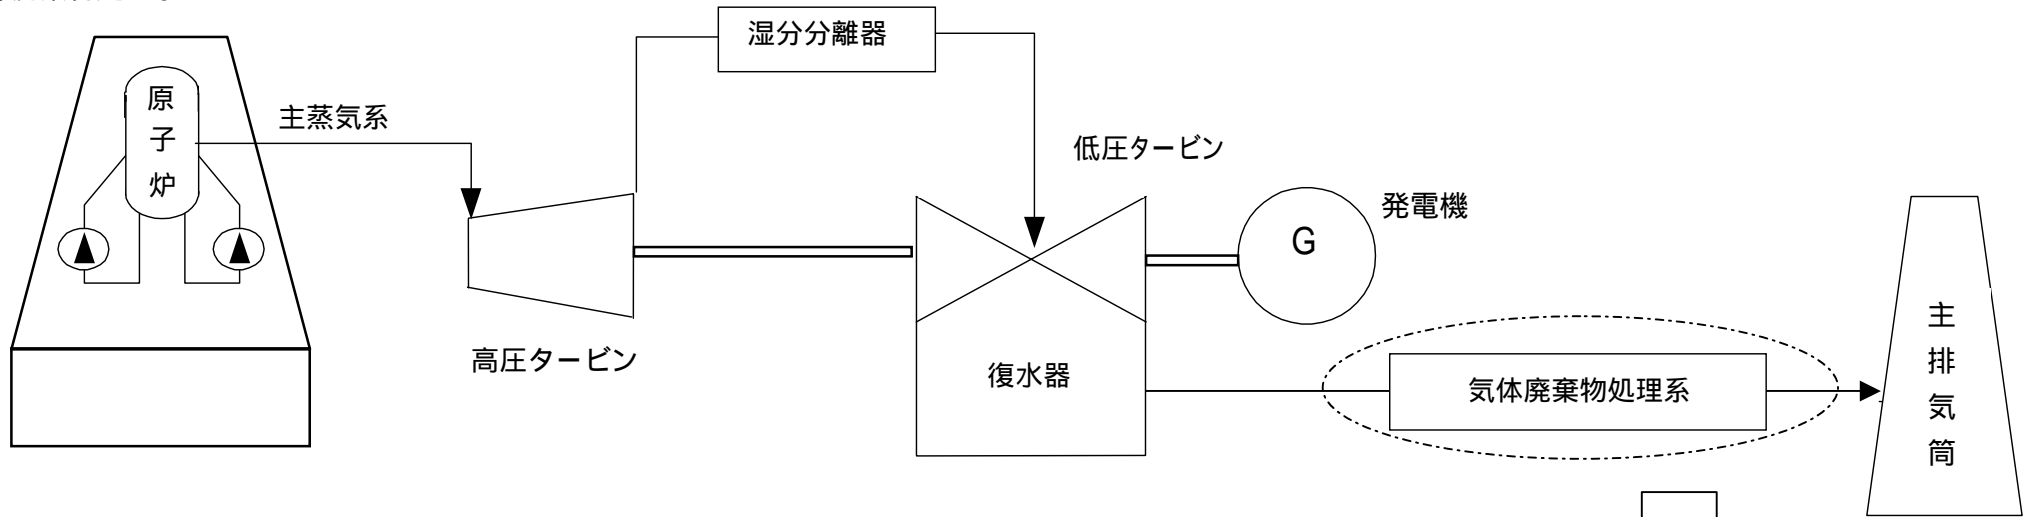 湿分分離器
原子炉
主蒸気系
低圧タービン
発電機
G
高圧タービン
復水器
気体廃棄物処理系
主排気筒